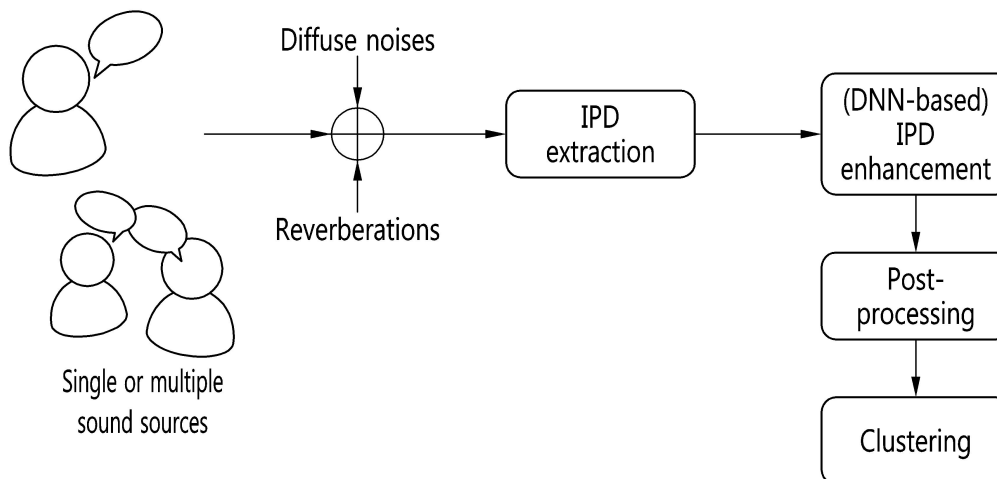 Diffuse noises
IPD
extraction
(DNN-based)
IPD
enhancement
Reverberations
Post-
processing
Single or multiple
sound sources
Clustering